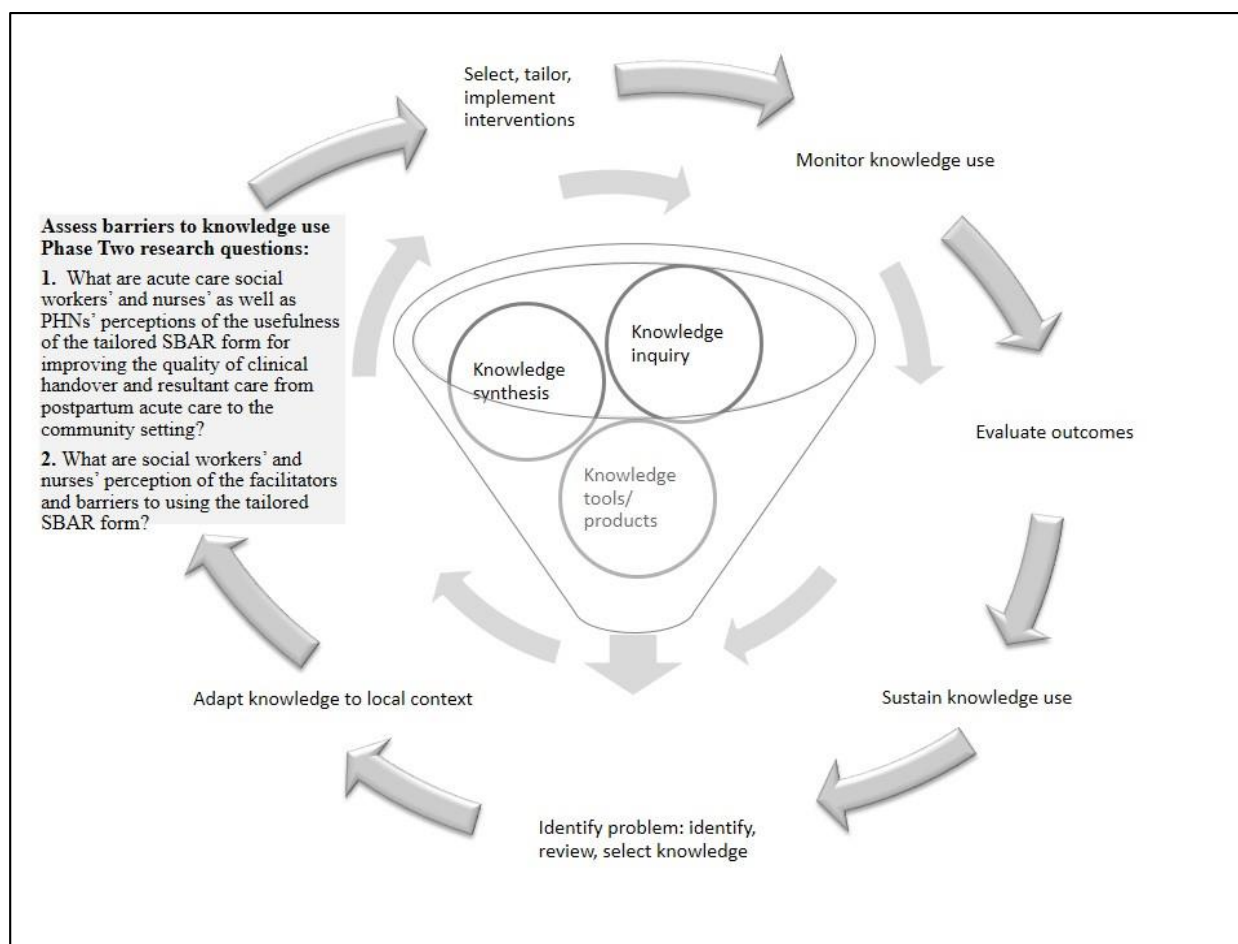 Select, tailor,
implement
interventions
Monitor knowledge use
Assess barriers to knowledge use
Phase Two research questions:
1. What are acute care social
workers’ and nurses’ as well as
PHNs’ perceptions of the usefulness
of the tailored SBAR form for
improving the quality of clinical
handover and resultant care from
postpartum acute care to the
community setting?
2. What are social workers’ and
nurses’ perception of the facilitators
and barriers to using the tailored
SBAR form?
Knowledge
inquiry
Knowledge
synthesis
Knowledge
tools/
products
Evaluate outcomes
Adapt knowledge to local context
Sustain knowledge use
Identify problem: identify,
review, select knowledge